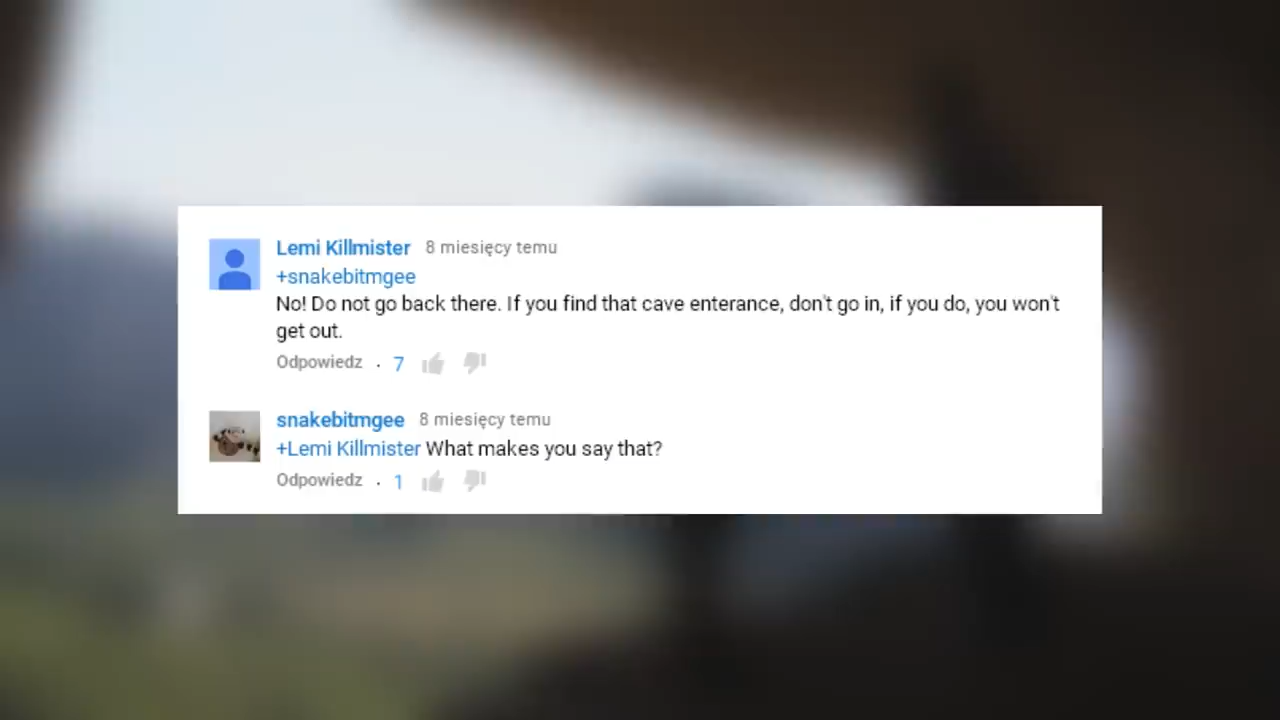 Lemi Killmister 8 miesięcy temu
+snakebitmgee
No! Do not go back there. If you find that cave enterance, don't go in, if you do, you won't
get out.
Odpowiedz · 7
snakebitmgee 8 miesięcy temu
+Lemi Killmister What makes you say that?
Odpowiedz · 1